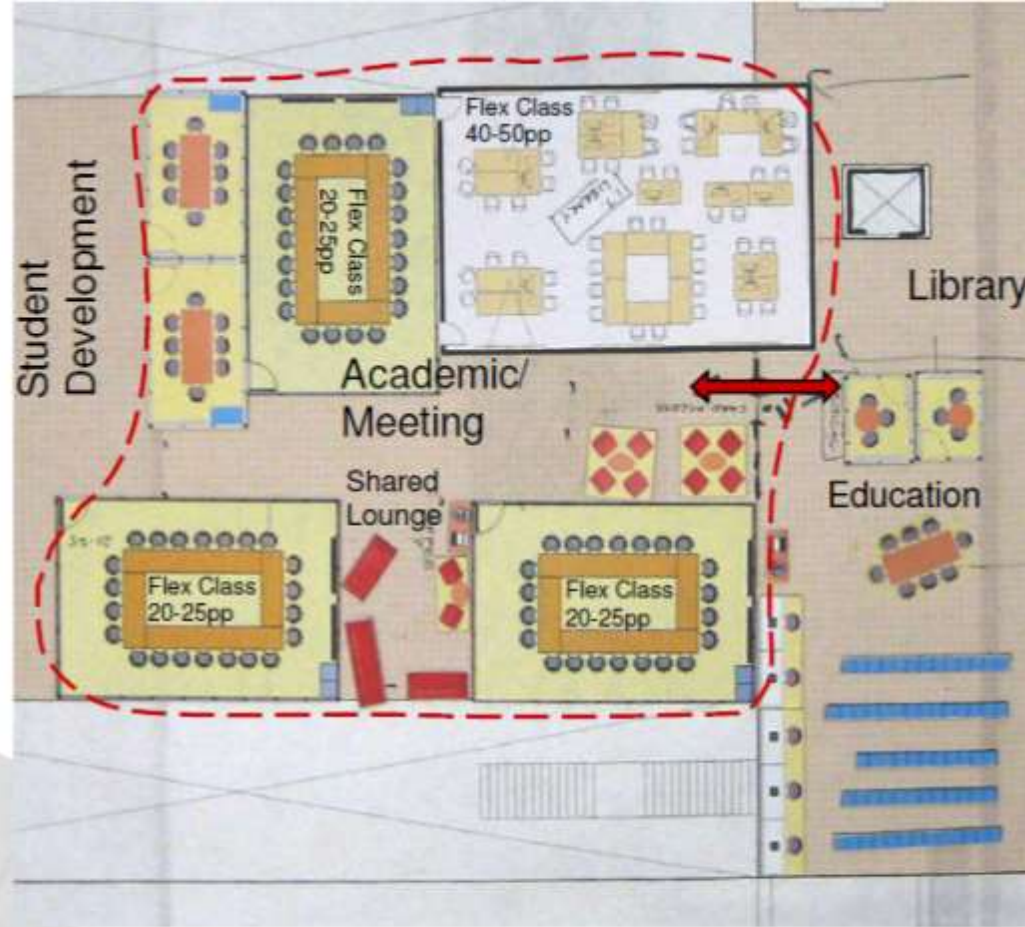 Flex Class
40-50pp
Student
Development
Flex Class
20-25pp
Library
Academic/
Meeting
Shared
Lounge
Education
Flex Class
20-25pp
Flex Class
20-25pp